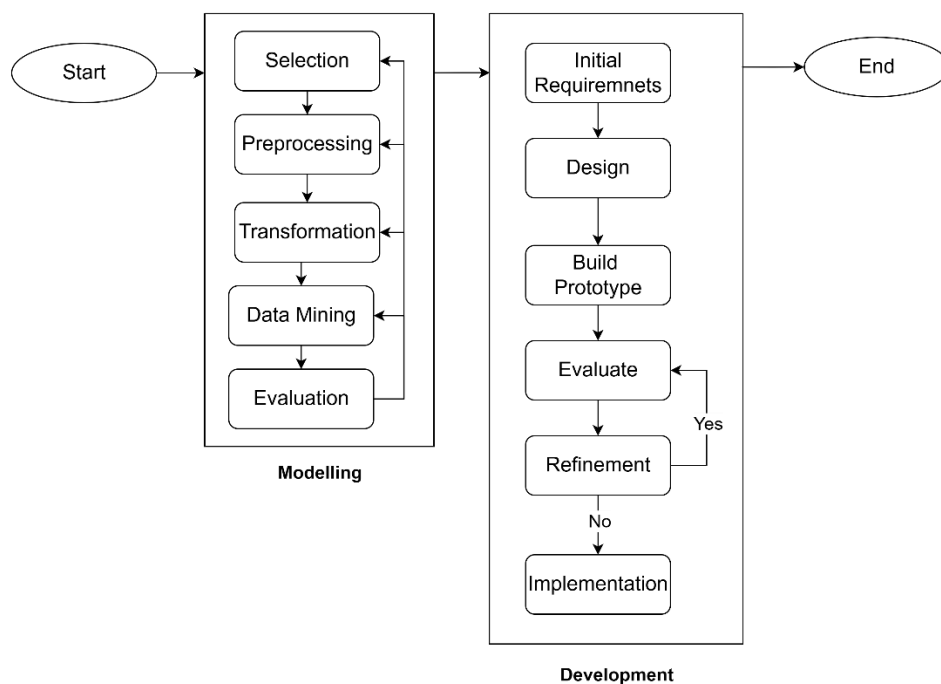 Start
Selection
Preprocessing
Transformation
Data Mining
Evaluation
Modelling
Initial
Requiremnets
Design
Build
Prototype
Evaluate
Yes
Refinement
No
Implementation
Development
End